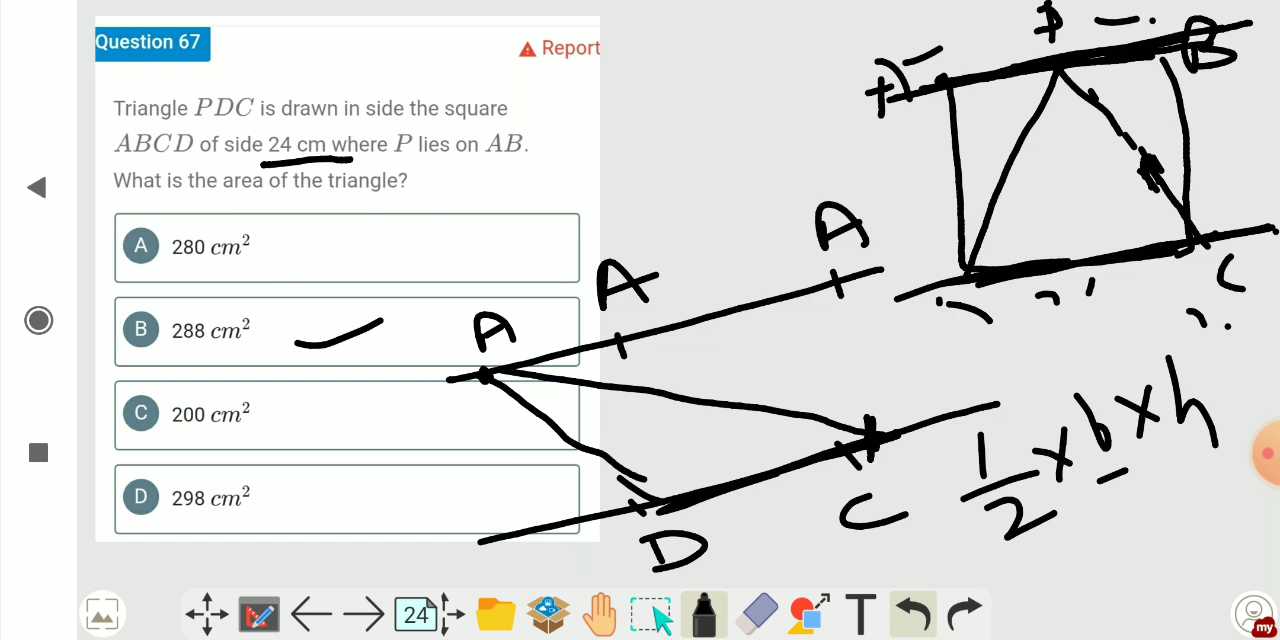 Question 67
Report
Triangle PDC is drawn in side the square
ABCD of side 24 cm where P lies on AB.
What is the area of the triangle?
A 280 cm²
B 288 cm²
C 200 cm²
D 298 cm²
B
C
A
A
A
D
C
1/2 × b × h
24
T
my